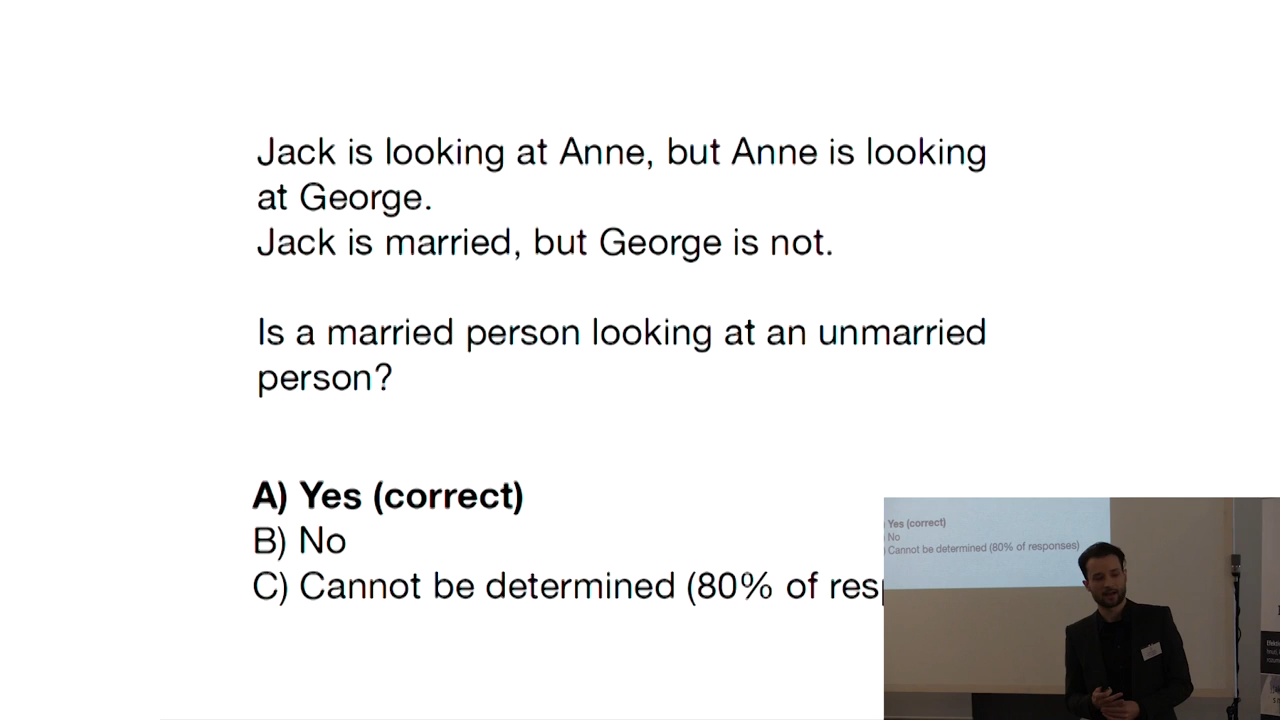 Jack is looking at Anne, but Anne is looking
at George.
Jack is married, but George is not.
Is a married person looking at an unmarried
person?
A) Yes (correct)
B) No
C) Cannot be determined (80% of res
Yes (correct)
No
Cannot be determined (80% of responses)